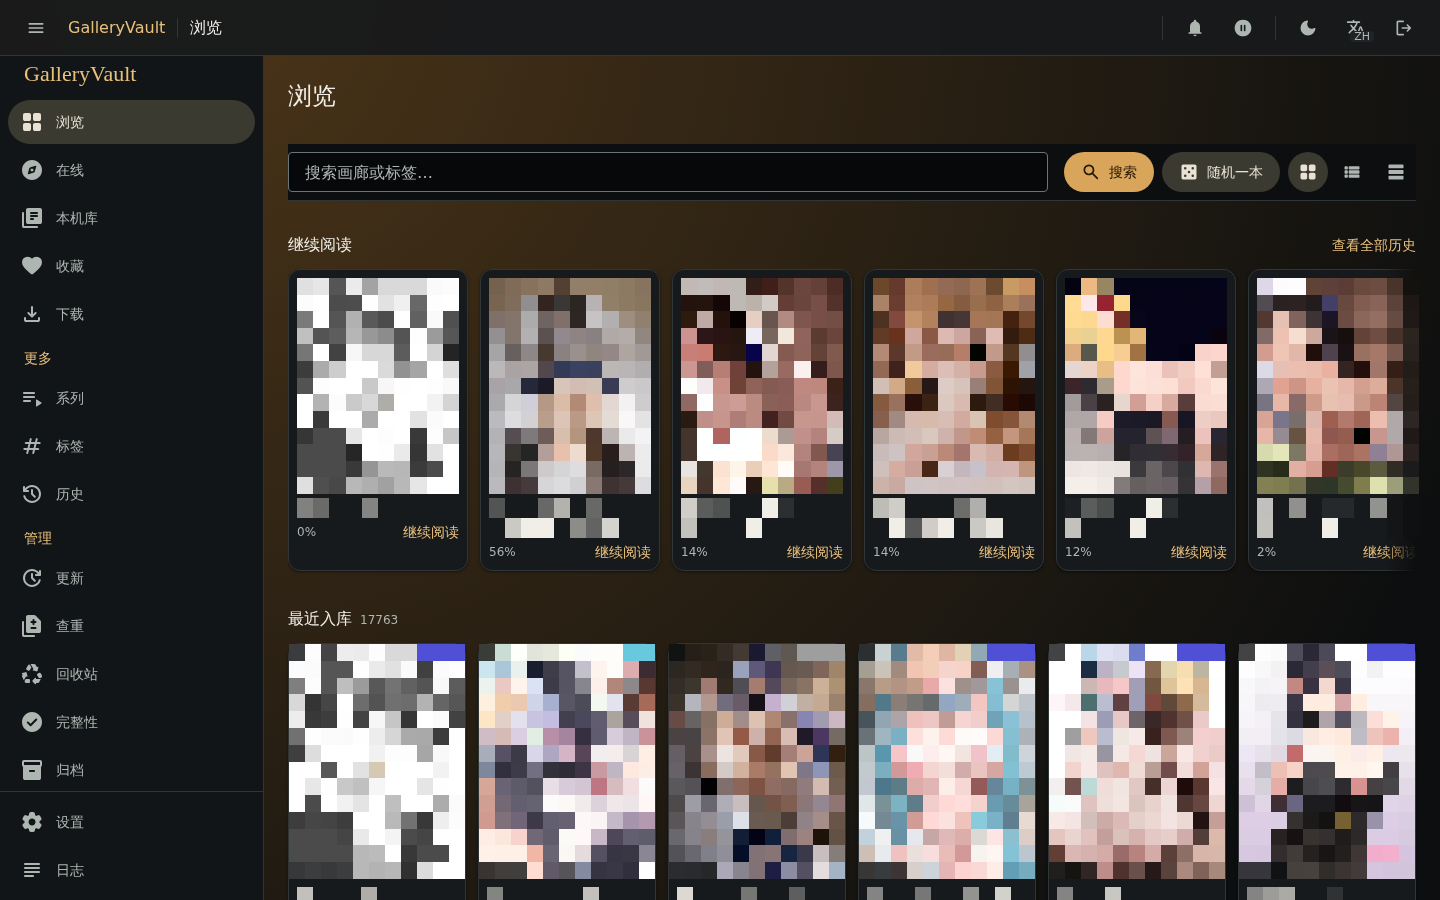 GalleryVault
浏览
ZH
GalleryVault
浏览
在线
本机库
收藏
下载
更多
系列
标签
历史
管理
更新
查重
回收站
完整性
归档
设置
日志
浏览
搜索画廊或标签...
搜索
随机一本
继续阅读
查看全部历史
0%
继续阅读
56%
继续阅读
14%
继续阅读
14%
继续阅读
12%
继续阅读
2%
继续阅读
最近入库 17763